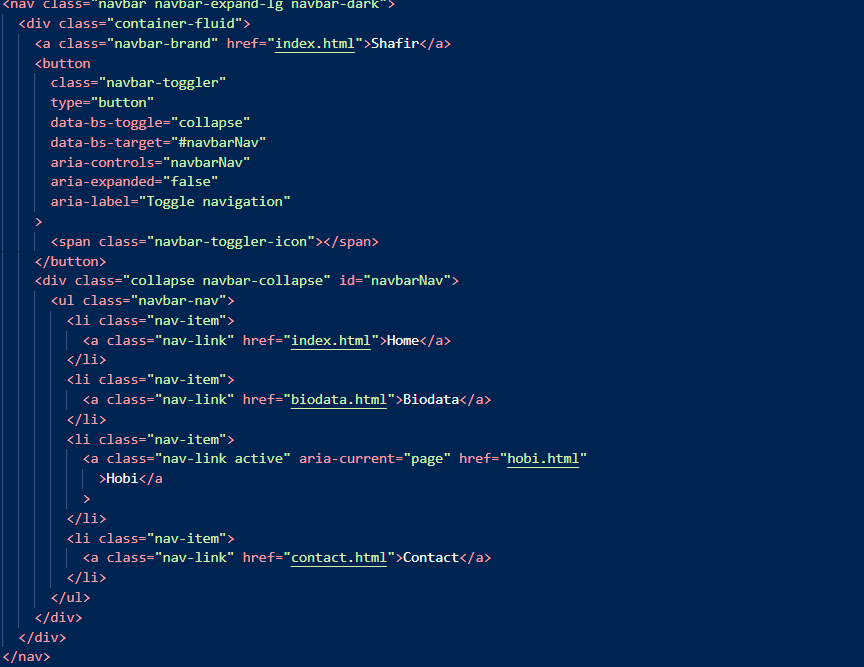 <nav class="navbar navbar-expand-lg navbar-dark">
<div class="container-fluid">
<a class="navbar-brand" href="index.html">Shafir</a>
<button
class="navbar-toggler"
type="button"
data-bs-toggle="collapse"
data-bs-target="#navbarNav"
aria-controls="navbarNav"
aria-expanded="false"
aria-label="Toggle navigation"
>
<span class="navbar-toggler-icon"></span>
</button>
<div class="collapse navbar-collapse" id="navbarNav">
<ul class="navbar-nav">
<li class="nav-item">
<a class="nav-link" href="index.html">Home</a>
</li>
<li class="nav-item">
<a class="nav-link" href="biodata.html">Biodata</a>
</li>
<li class="nav-item">
<a class="nav-link active" aria-current="page" href="hobi.html"
>Hobi</a
>
</li>
<li class="nav-item">
<a class="nav-link" href="contact.html">Contact</a>
</li>
</ul>
</div>
</div>
</nav>